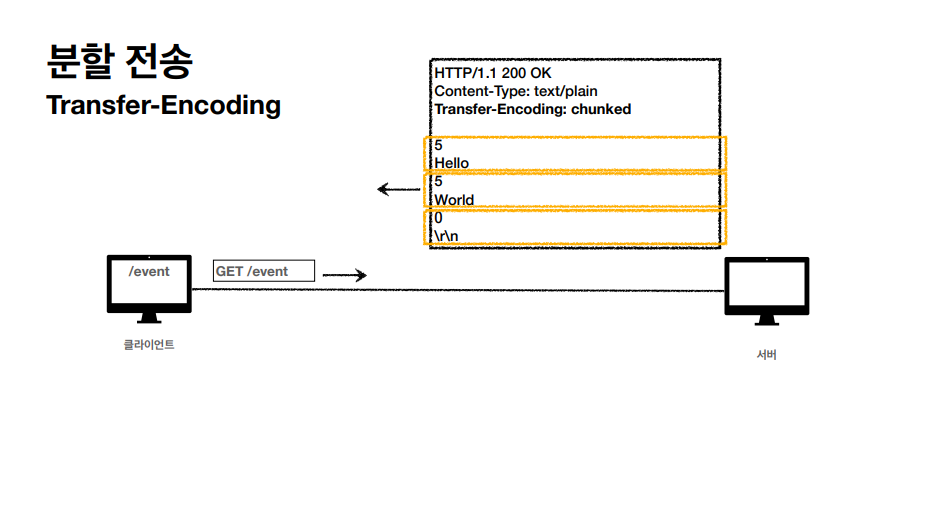 분할 전송
Transfer-Encoding
HTTP/1.1 200 OK
Content-Type: text/plain
Transfer-Encoding: chunked
5
Hello
5
World
0
\r\n
/event
GET /event
클라이언트
서버